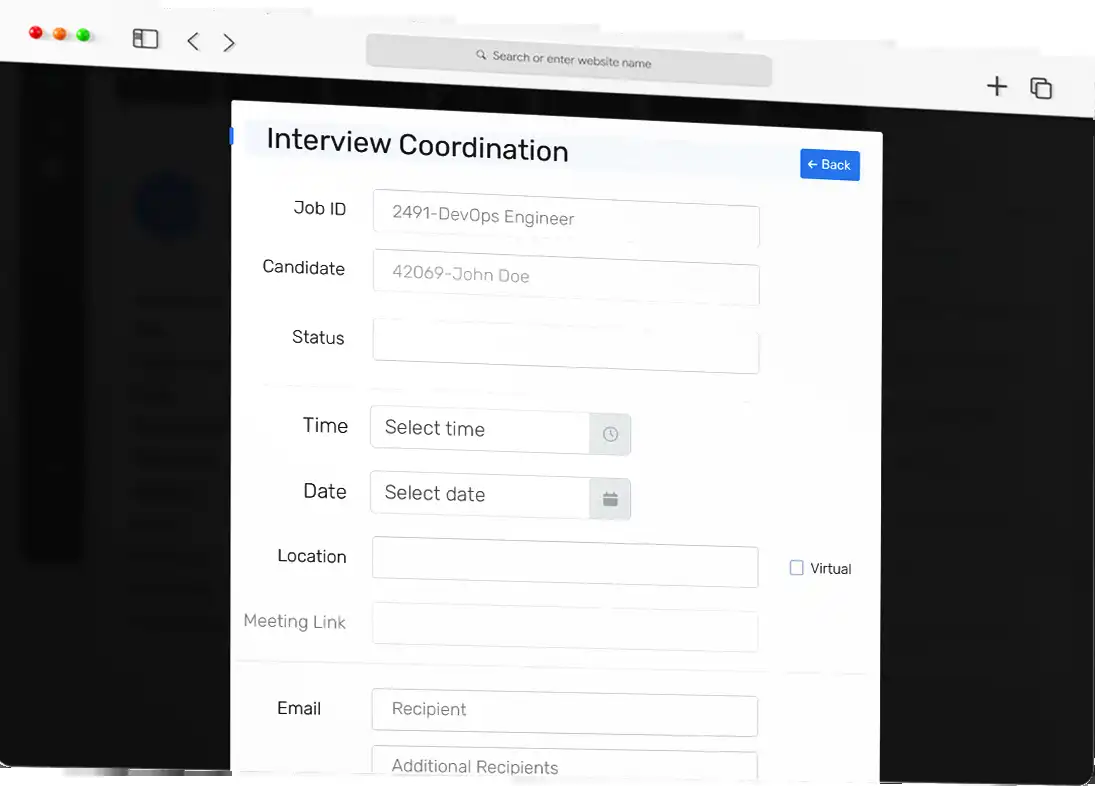 Search or enter website name
Interview Coordination
← Back
Job ID
2491-DevOps Engineer
Candidate
42069-John Doe
Status
Time
Select time
Date
Select date
Location
Virtual
Meeting Link
Email
Recipient
Additional Recipients